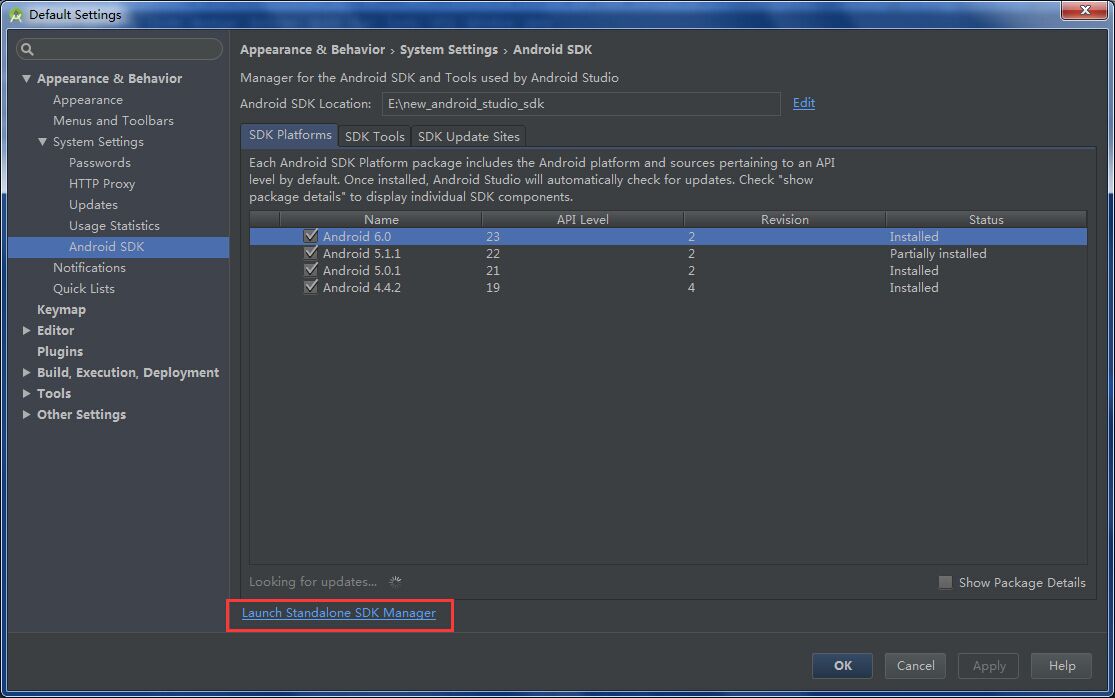 Default Settings
Appearance & Behavior
Appearance
Menus and Toolbars
System Settings
Passwords
HTTP Proxy
Updates
Usage Statistics
Android SDK
Notifications
Quick Lists
Keymap
Editor
Plugins
Build, Execution, Deployment
Tools
Other Settings
Appearance & Behavior › System Settings › Android SDK
Manager for the Android SDK and Tools used by Android Studio
Android SDK Location: E:\new_android_studio_sdk Edit
SDK Platforms SDK Tools SDK Update Sites
Each Android SDK Platform package includes the Android platform and sources pertaining to an API
level by default. Once installed, Android Studio will automatically check for updates. Check "show
package details" to display individual SDK components.
Name API Level Revision Status
Android 6.0 23 2 Installed
Android 5.1.1 22 2 Partially installed
Android 5.0.1 21 2 Installed
Android 4.4.2 19 4 Installed
Looking for updates... Show Package Details
Launch Standalone SDK Manager
OK Cancel Apply Help